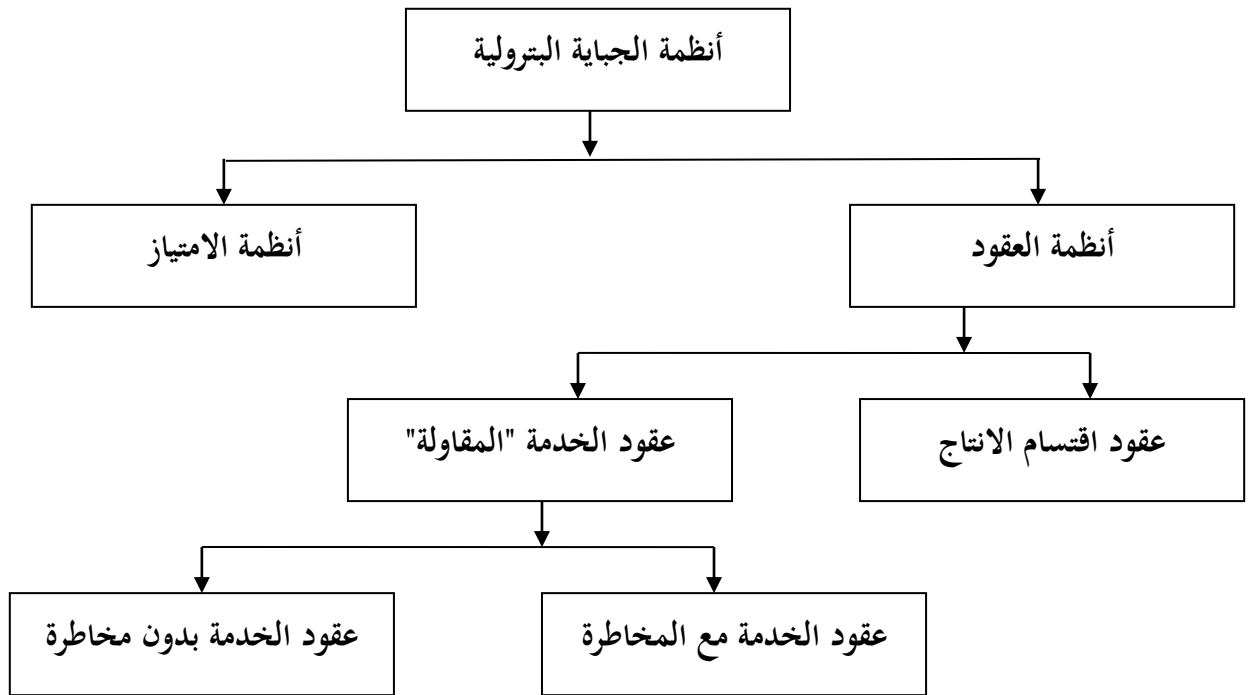 أنظمة الجباية البترولية
أنظمة العقود
أنظمة الامتياز
عقود اقتسام الانتاج
عقود الخدمة "المقاولة"
عقود الخدمة مع المخاطرة
عقود الخدمة بدون مخاطرة